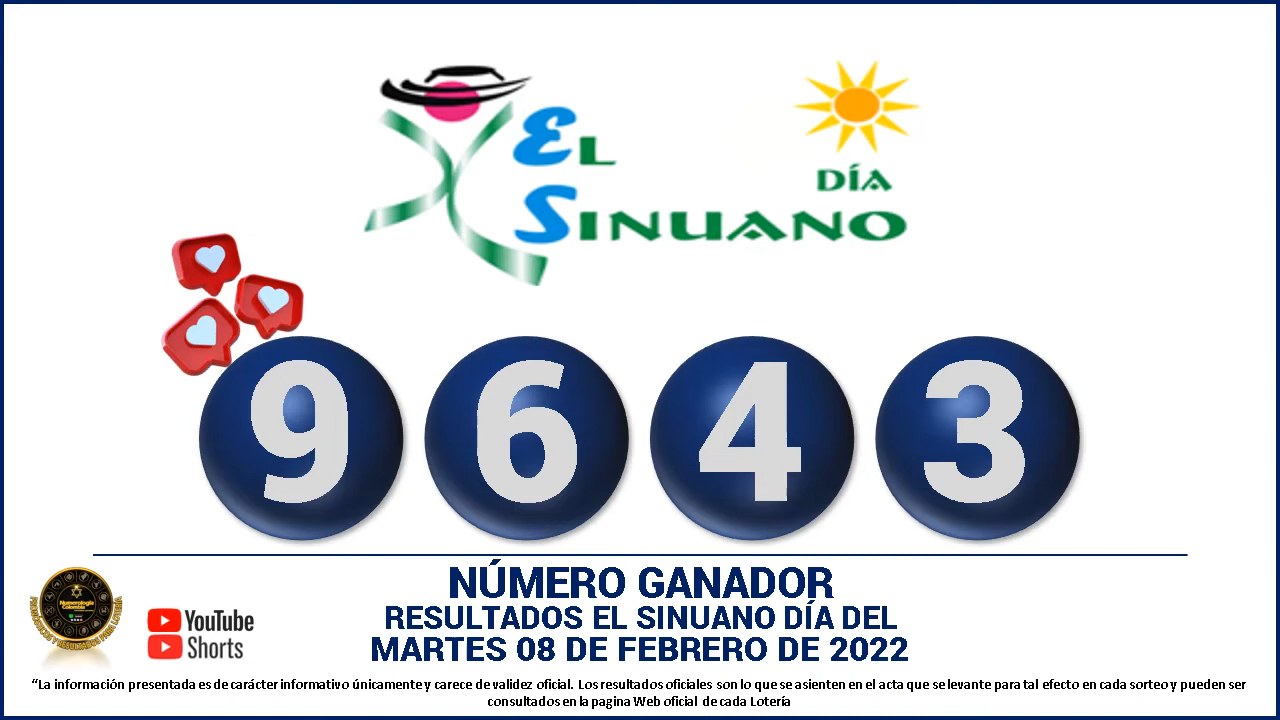 EL
DÍA
SINUANO
9 6 4 3
NÚMERO GANADOR
RESULTADOS EL SINUANO DÍA DEL
MARTES 08 DE FEBRERO DE 2022
Numerología
Colombia
YouTube
Shorts
“La información presentada es de carácter informativo únicamente y carece de validez oficial. Los resultados oficiales son lo que se asienten en el acta que se levante para tal efecto en cada sorteo y pueden ser
consultados en la pagina Web oficial de cada Lotería